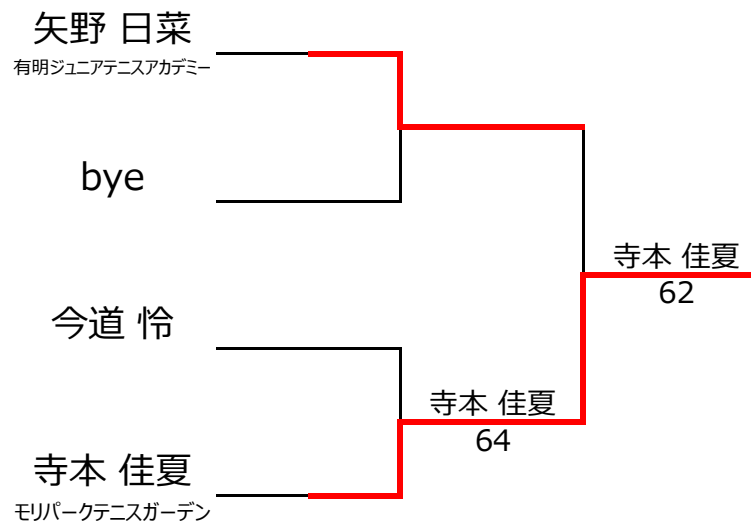 矢野 日菜
有明ジュニアテニスアカデミー
bye
寺本 佳夏
62
今道 怜
寺本 佳夏
64
寺本 佳夏
モリパークテニスガーデン